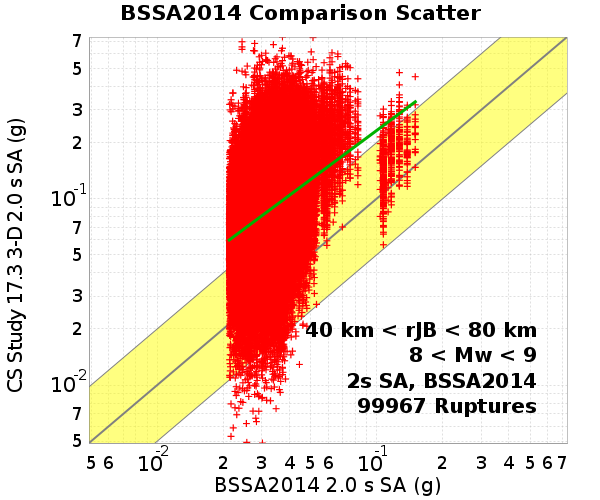 BSSA2014 Comparison Scatter
CS Study 17.3 3-D 2.0 s SA (g)
7
5
3
2
10-1
7
5
3
2
10-2
7
5
40 km < rJB < 80 km
8 < Mw < 9
2s SA, BSSA2014
99967 Ruptures
5 6 10-2 2 3 4 5 6 10-1 2 3 4 5 6 7
BSSA2014 2.0 s SA (g)